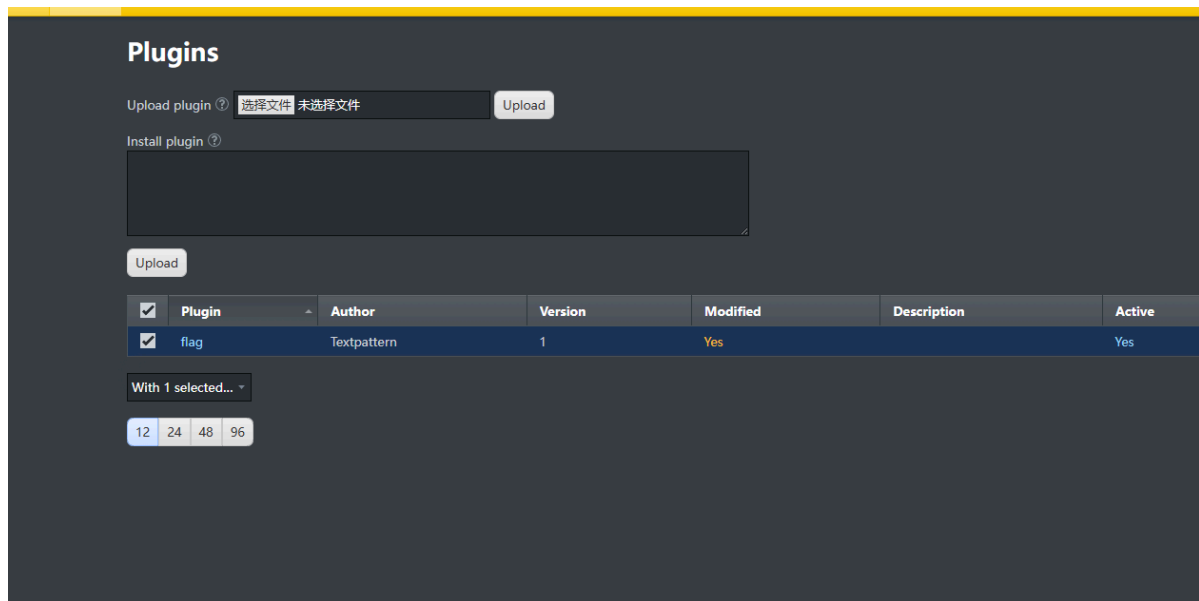 Plugins
Upload plugin ? 选择文件 未选择文件 Upload
Install plugin ?
Upload
Plugin Author Version Modified Description Active
flag Textpattern 1 Yes Yes
With 1 selected...
12 24 48 96